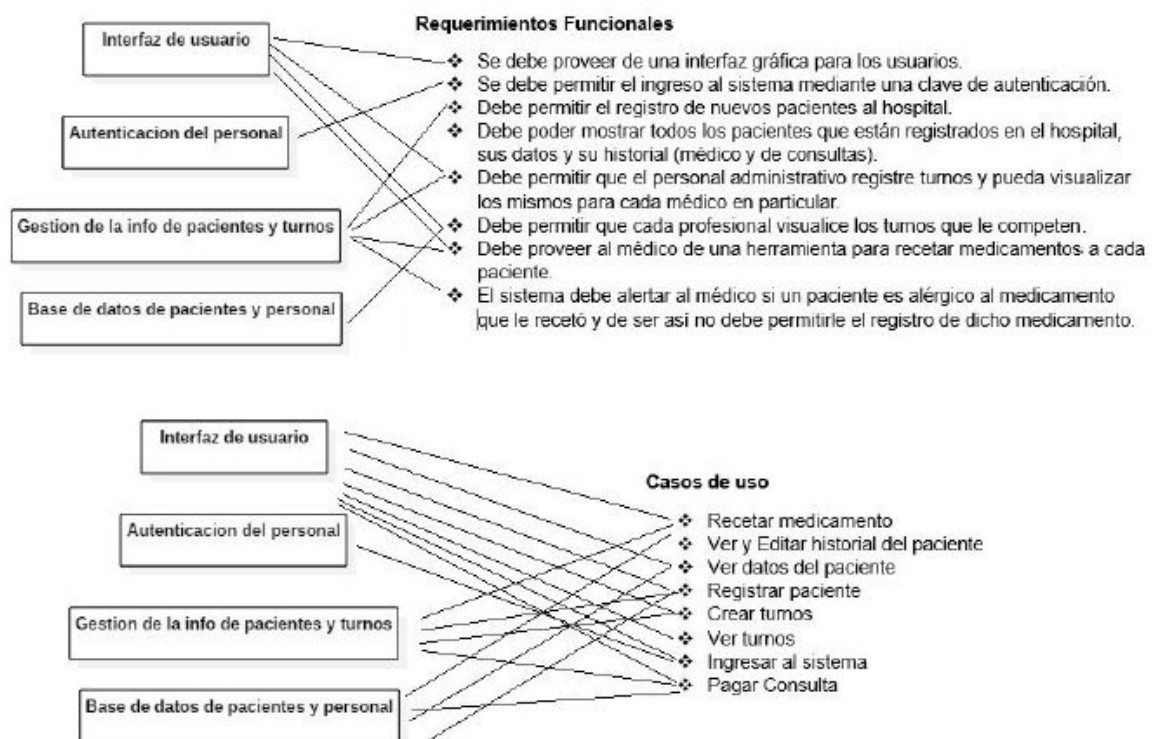 Requerimientos Funcionales
Interfaz de usuario
Autenticacion del personal
Gestion de la info de pacientes y turnos
Base de datos de pacientes y personal
❖ Se debe proveer de una interfaz gráfica para los usuarios.
❖ Se debe permitir el ingreso al sistema mediante una clave de autenticación.
❖ Debe permitir el registro de nuevos pacientes al hospital.
❖ Debe poder mostrar todos los pacientes que están registrados en el hospital,
sus datos y su historial (médico y de consultas).
❖ Debe permitir que el personal administrativo registre turnos y pueda visualizar
los mismos para cada médico en particular.
❖ Debe permitir que cada profesional visualice los turnos que le competen.
❖ Debe proveer al médico de una herramienta para recetar medicamentos a cada
paciente.
❖ El sistema debe alertar al médico si un paciente es alérgico al medicamento
que le recetó y de ser así no debe permitirle el registro de dicho medicamento.
Interfaz de usuario
Autenticacion del personal
Gestion de la info de pacientes y turnos
Base de datos de pacientes y personal
Casos de uso
❖ Recetar medicamento
❖ Ver y Editar historial del paciente
❖ Ver datos del paciente
❖ Registrar paciente
❖ Crear turnos
❖ Ver turnos
❖ Ingresar al sistema
❖ Pagar Consulta